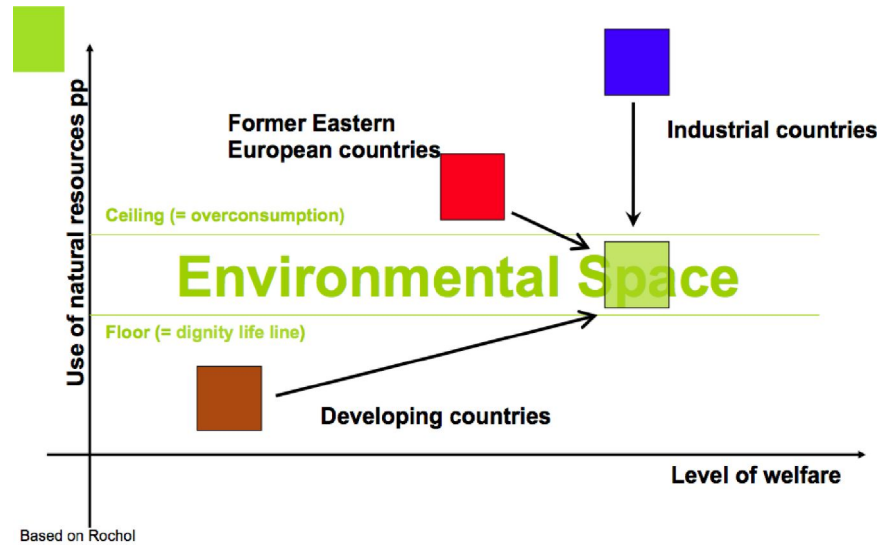 Use of natural resources pp
Former Eastern
European countries
Industrial countries
Ceiling (= overconsumption)
Environmental Space
Floor (= dignity life line)
Developing countries
Level of welfare
Based on Rochol